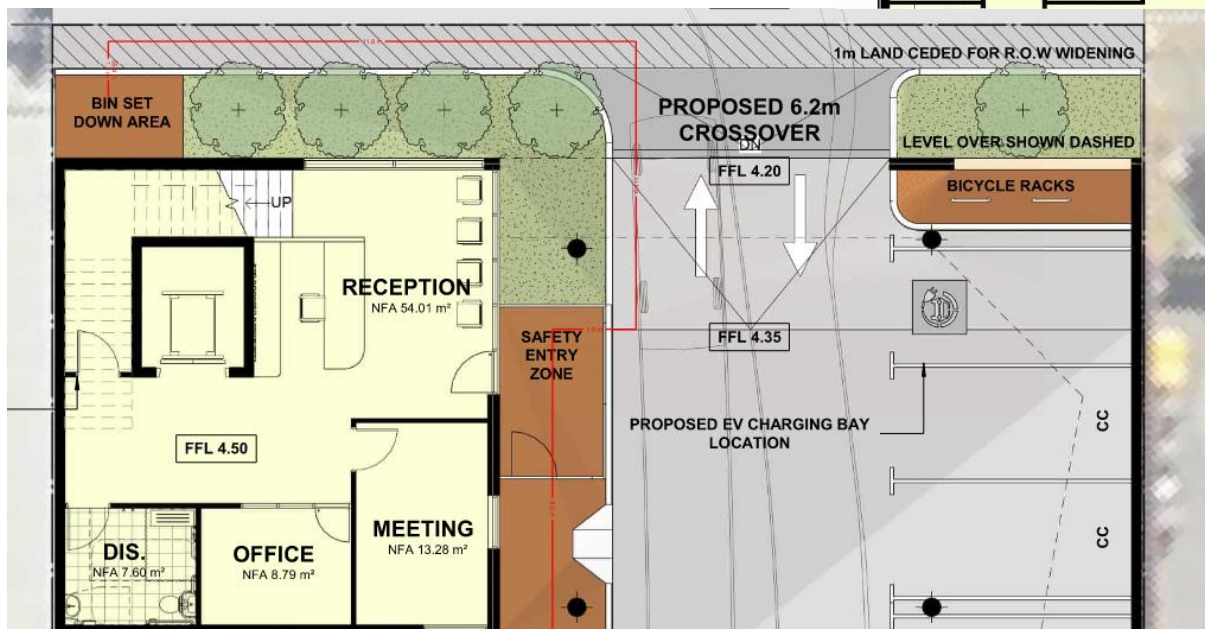 1m LAND CEDED FOR R.O.W WIDENING
BIN SET
DOWN AREA
PROPOSED 6.2m
CROSSOVER
DN
LEVEL OVER SHOWN DASHED
FFL 4.20
BICYCLE RACKS
UP
RECEPTION
NFA 54.01 m²
SAFETY
ENTRY
ZONE
FFL 4.35
PROPOSED EV CHARGING BAY
LOCATION
CC
FFL 4.50
MEETING
NFA 13.28 m²
DIS.
NFA 7.60 m²
OFFICE
NFA 8.79 m²
CC